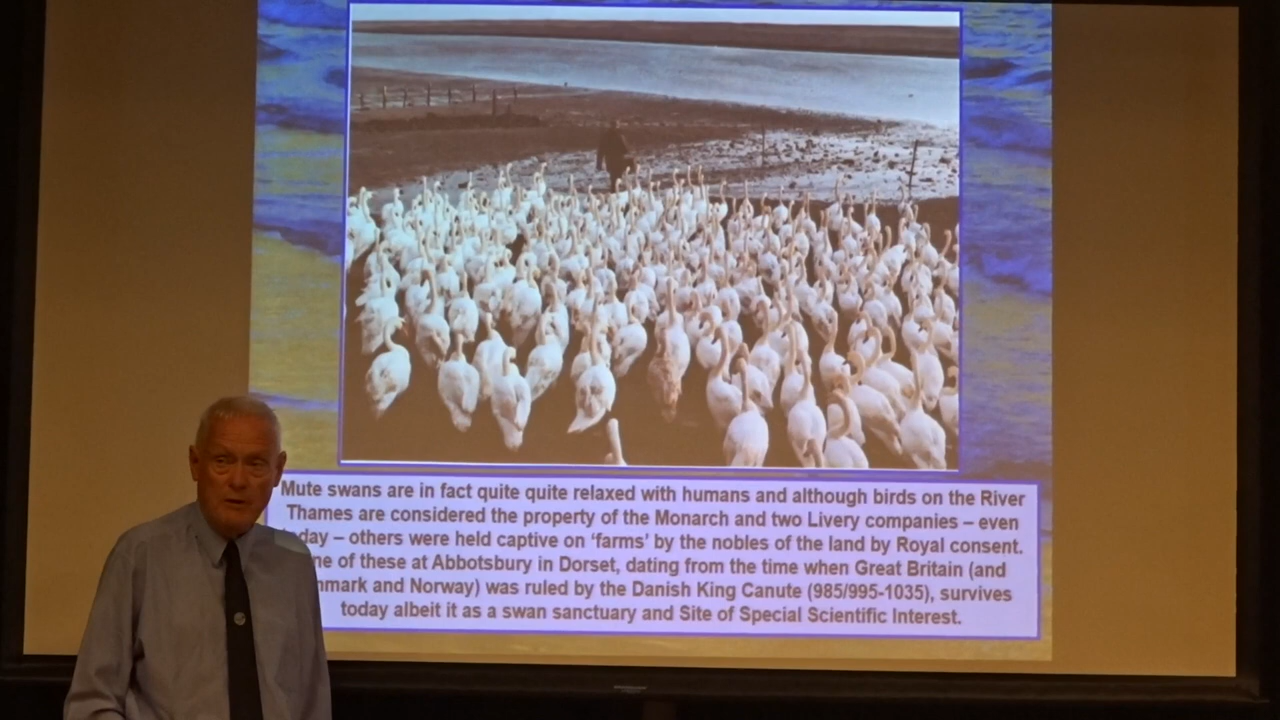 Mute swans are in fact quite quite relaxed with humans and although birds on the River
Thames are considered the property of the Monarch and two Livery companies – even
– others were held captive on ‘farms’ by the nobles of the land by Royal consent.
of these at Abbotsbury in Dorset, dating from the time when Great Britain (and
and Norway) was ruled by the Danish King Canute (985/995-1035), survives
today albeit it as a swan sanctuary and Site of Special Scientific Interest.